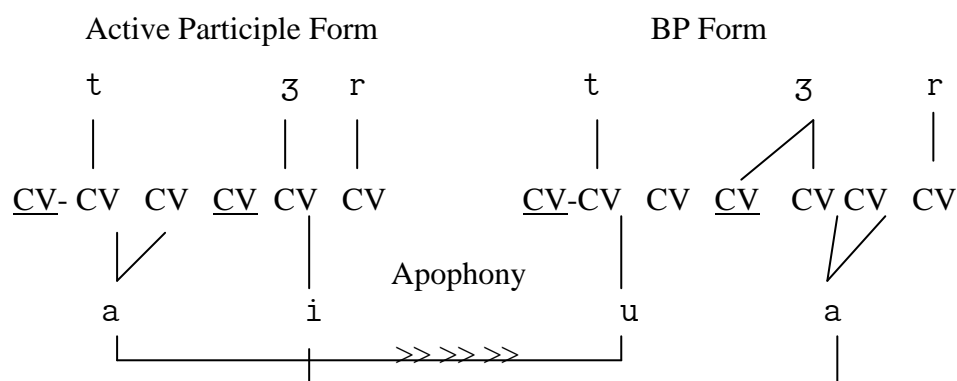 Active Participle Form BP Form
t ʒ r t ʒ r
CV- CV CV CV CV CV CV-CV CV CV CV CV CV
Apophony
a i u a
>> >> >>